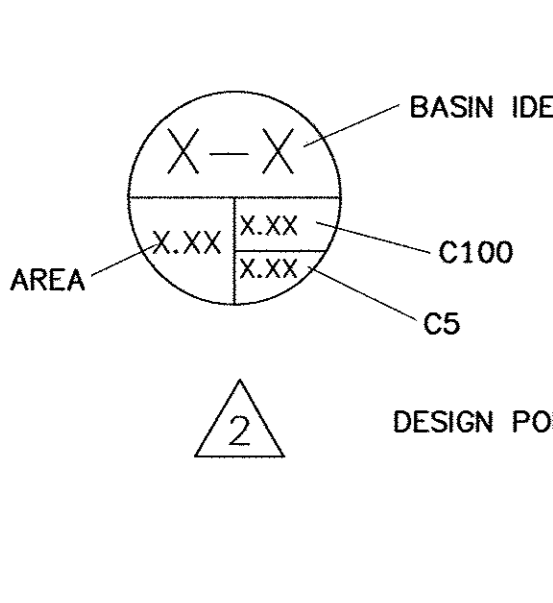 BASIN IDE
X–X
X.XX
X.XX
C100
AREA
X.XX
C5
2
DESIGN PO